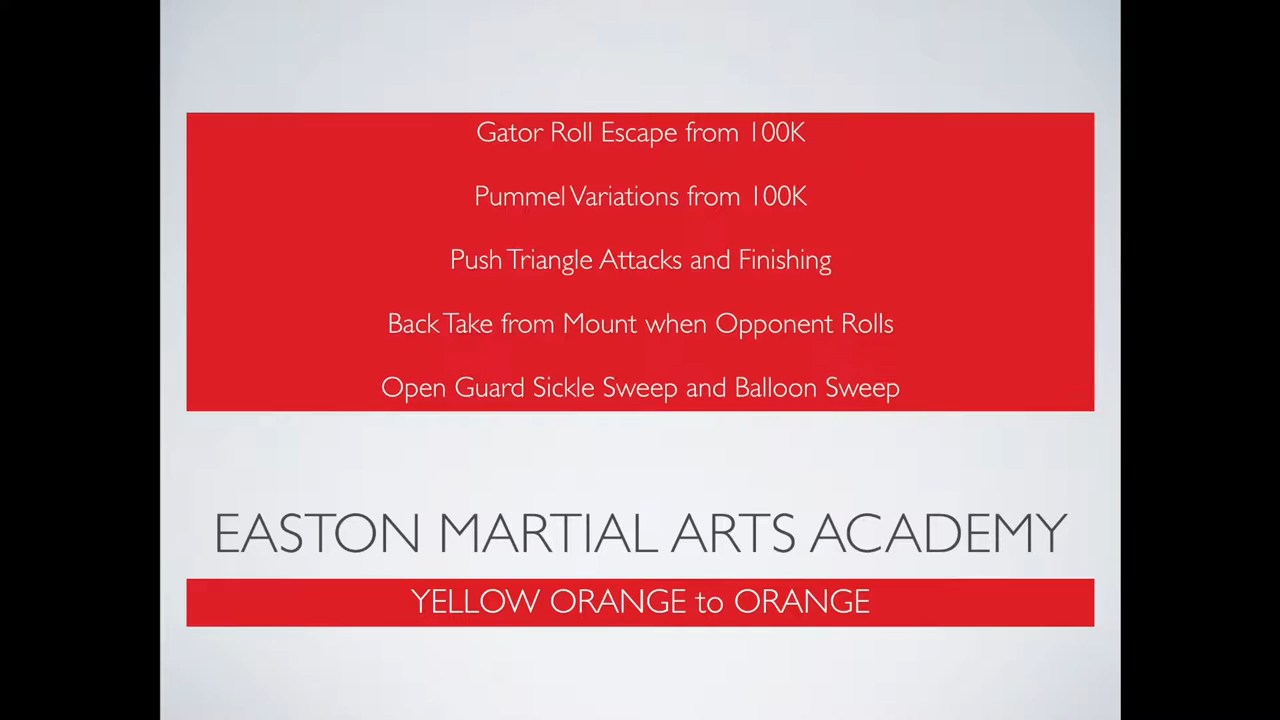 Gator Roll Escape from 100K
Pummel Variations from 100K
Push Triangle Attacks and Finishing
Back Take from Mount when Opponent Rolls
Open Guard Sickle Sweep and Balloon Sweep
EASTON MARTIAL ARTS ACADEMY
YELLOW ORANGE to ORANGE